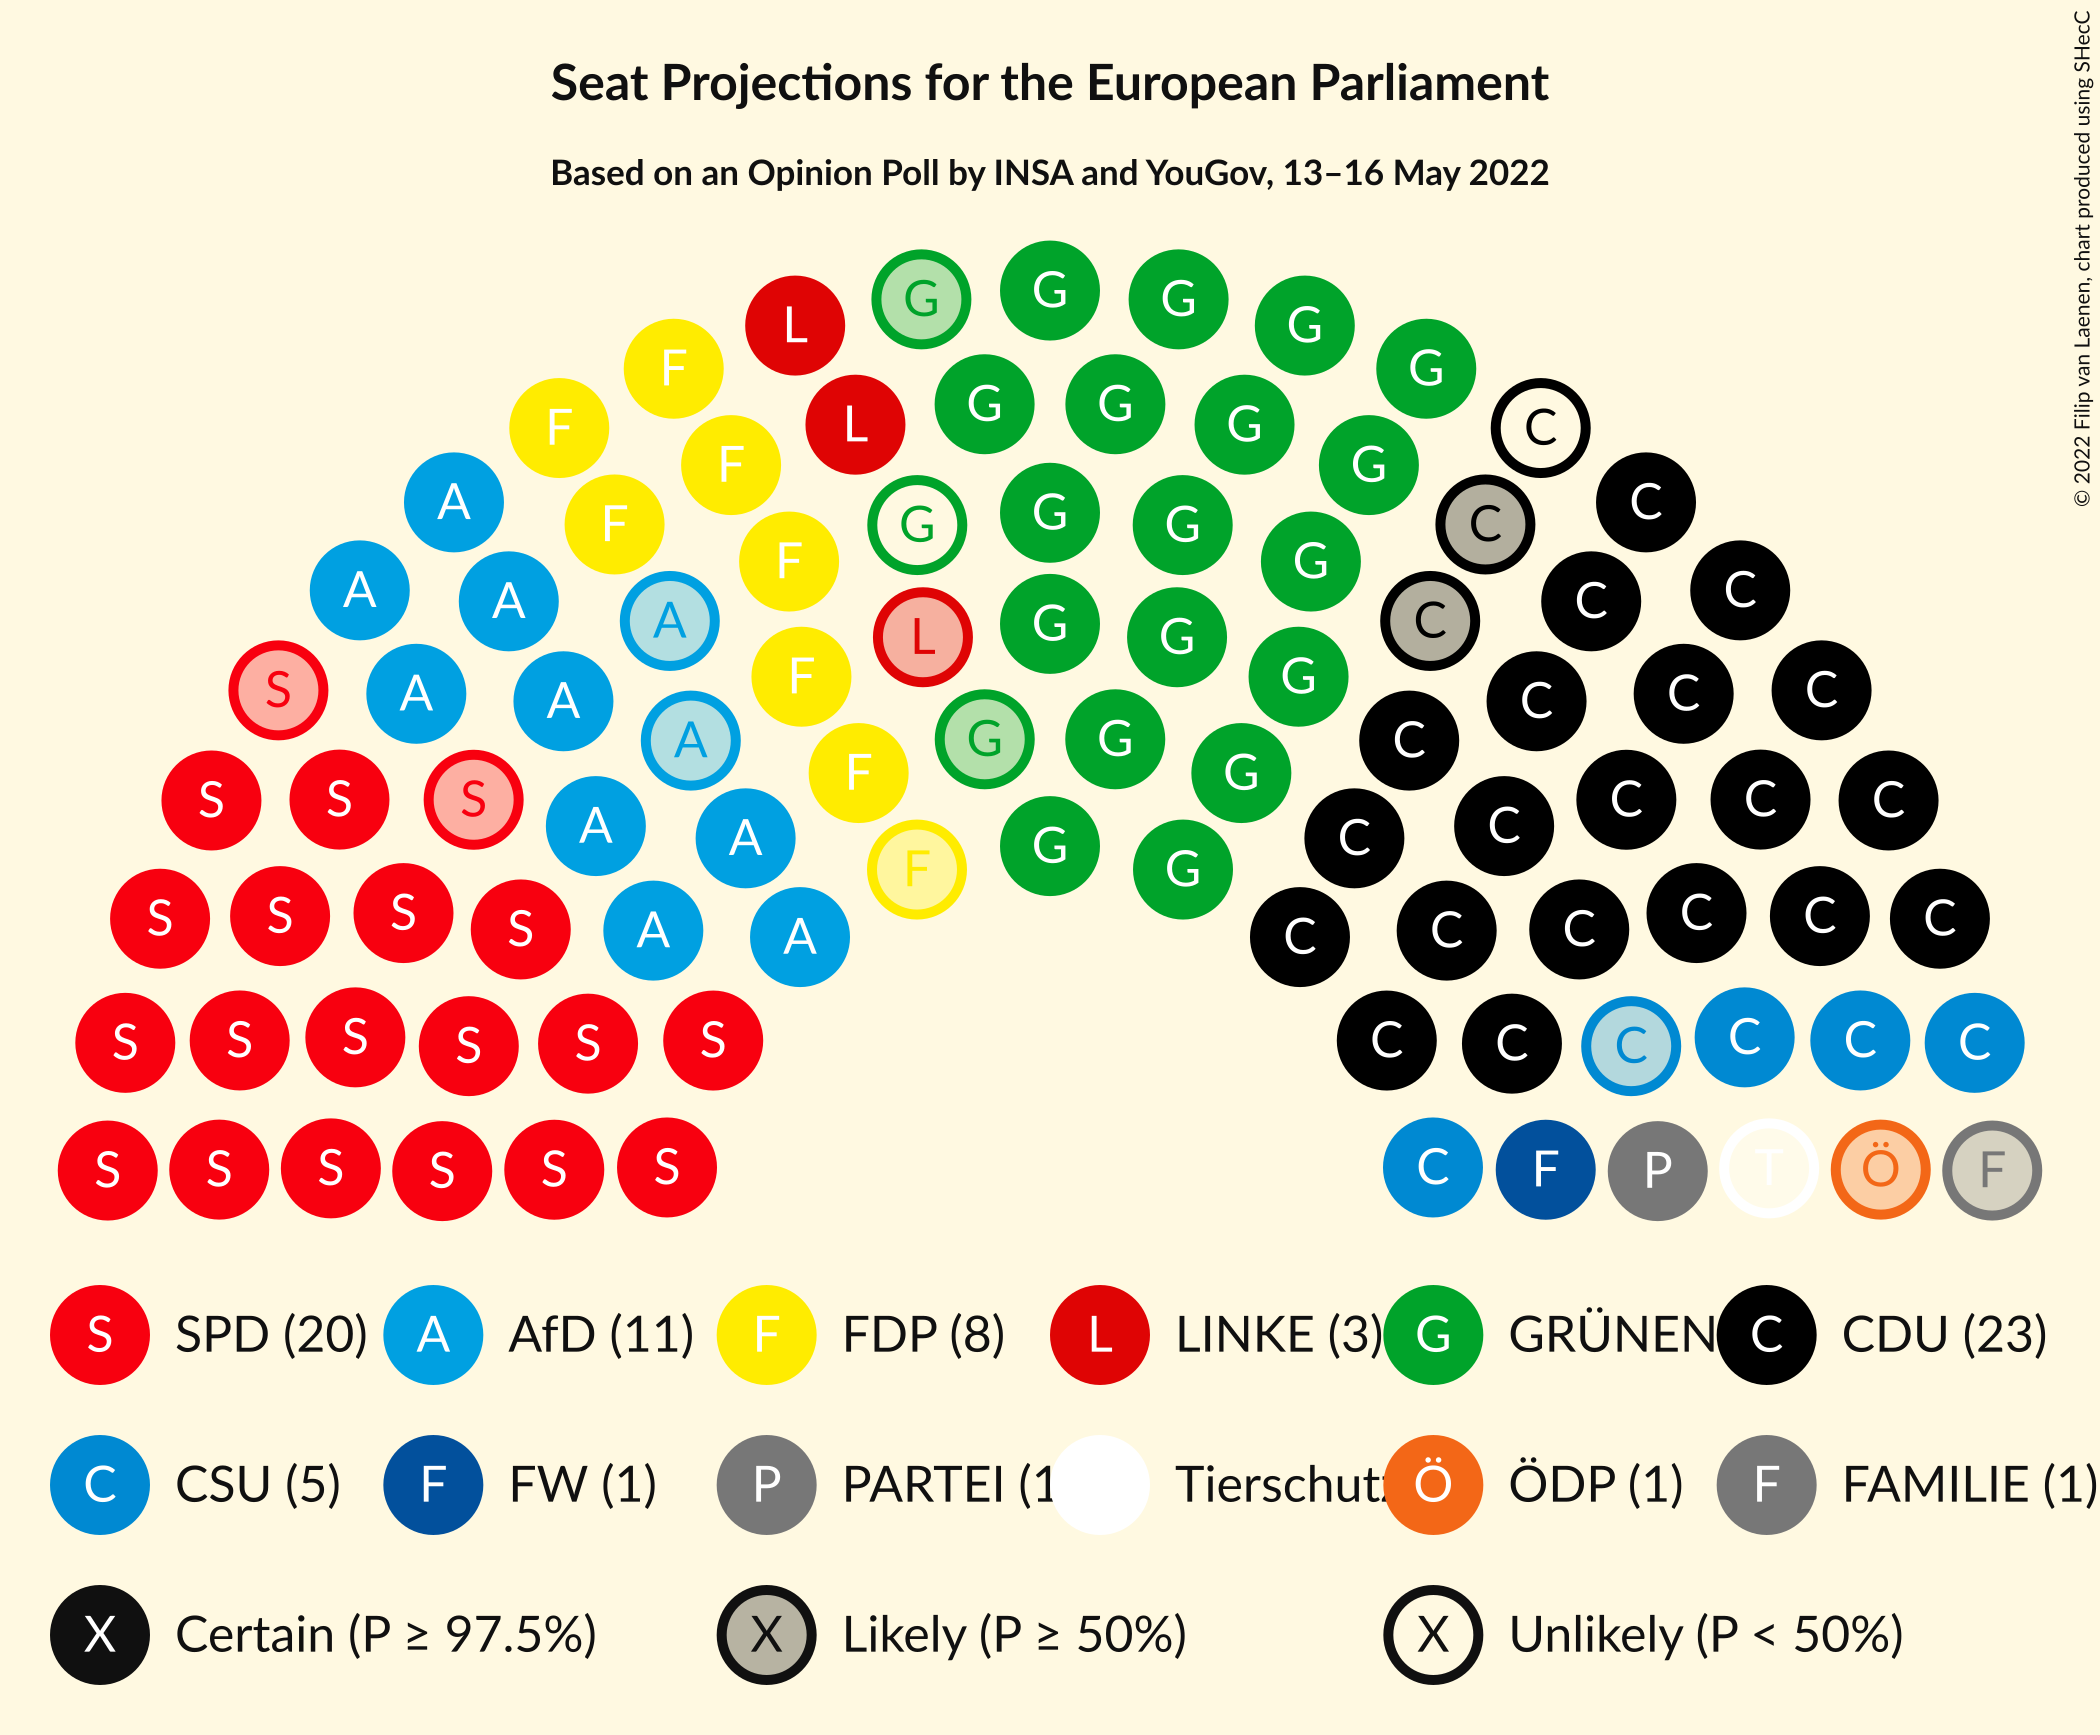 Seat Projections for the European Parliament
Based on an Opinion Poll by INSA and YouGov, 13–16 May 2022
© 2022 Filip van Laenen, chart produced using SHecC
G G G G G
L
F C
F L G G G G C
A F G G G G C C
A A F A F L G G G C C C
S A A A F G G G C C C C
S S S A A F G G C C C C C
S S S S A A C C C C C C
S S S S S S C C C C C C
S S S S S S C F P T Ö F
S SPD (20) A AfD (11) F FDP (8) L LINKE (3) G GRÜNEN C CDU (23)
C CSU (5) F FW (1) P PARTEI (1 Tierschutz Ö ÖDP (1) F FAMILIE (1)
X Certain (P ≥ 97.5%) X Likely (P ≥ 50%) X Unlikely (P < 50%)